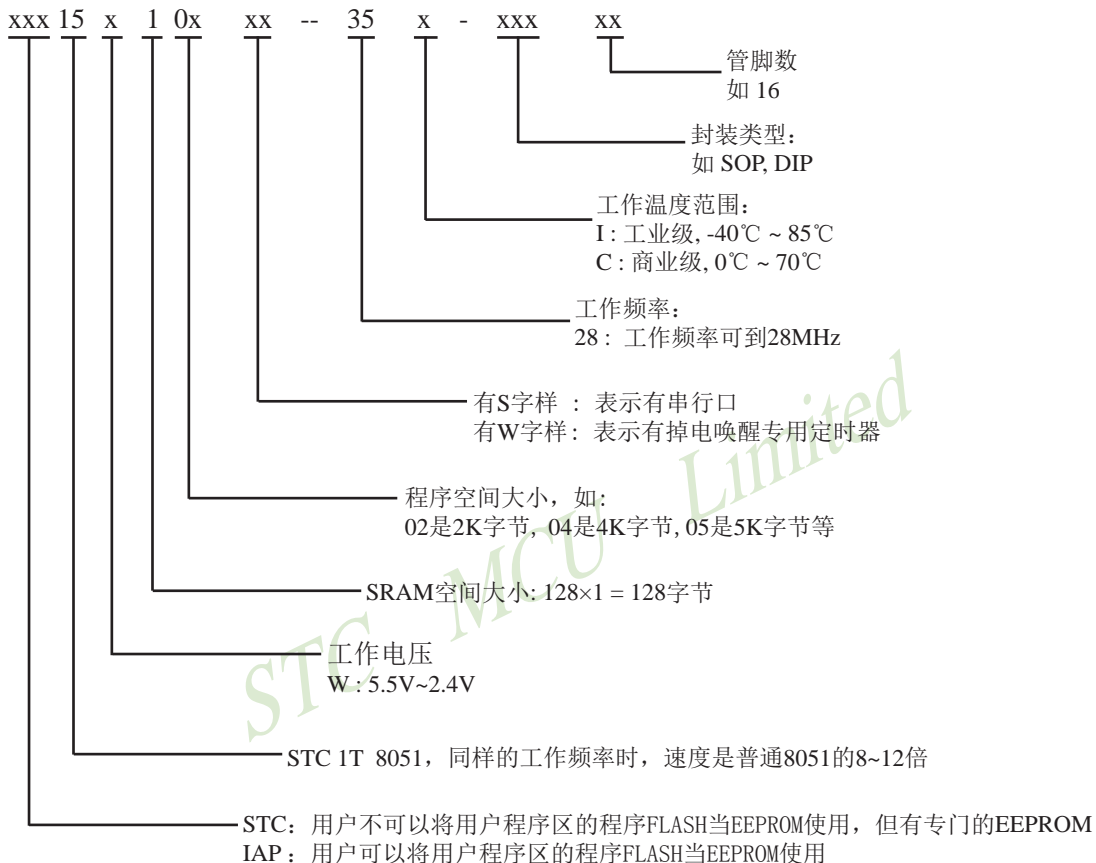 xxx 15 x 1 0x xx -- 35 x - xxx xx
管脚数
如 16
封装类型：
如 SOP, DIP
工作温度范围：
I : 工业级, -40℃ ~ 85℃
C : 商业级, 0℃ ~ 70℃
工作频率：
28 : 工作频率可到28MHz
有S字样 : 表示有串行口
有W字样 : 表示有掉电唤醒专用定时器
程序空间大小，如:
02是2K字节, 04是4K字节, 05是5K字节等
SRAM空间大小: 128×1 = 128字节
工作电压
W : 5.5V~2.4V
STC 1T 8051，同样的工作频率时，速度是普通8051的8~12倍
STC：用户不可以将用户程序区的程序FLASH当EEPROM使用，但有专门的EEPROM
IAP：用户可以将用户程序区的程序FLASH当EEPROM使用
STC MCU Limited